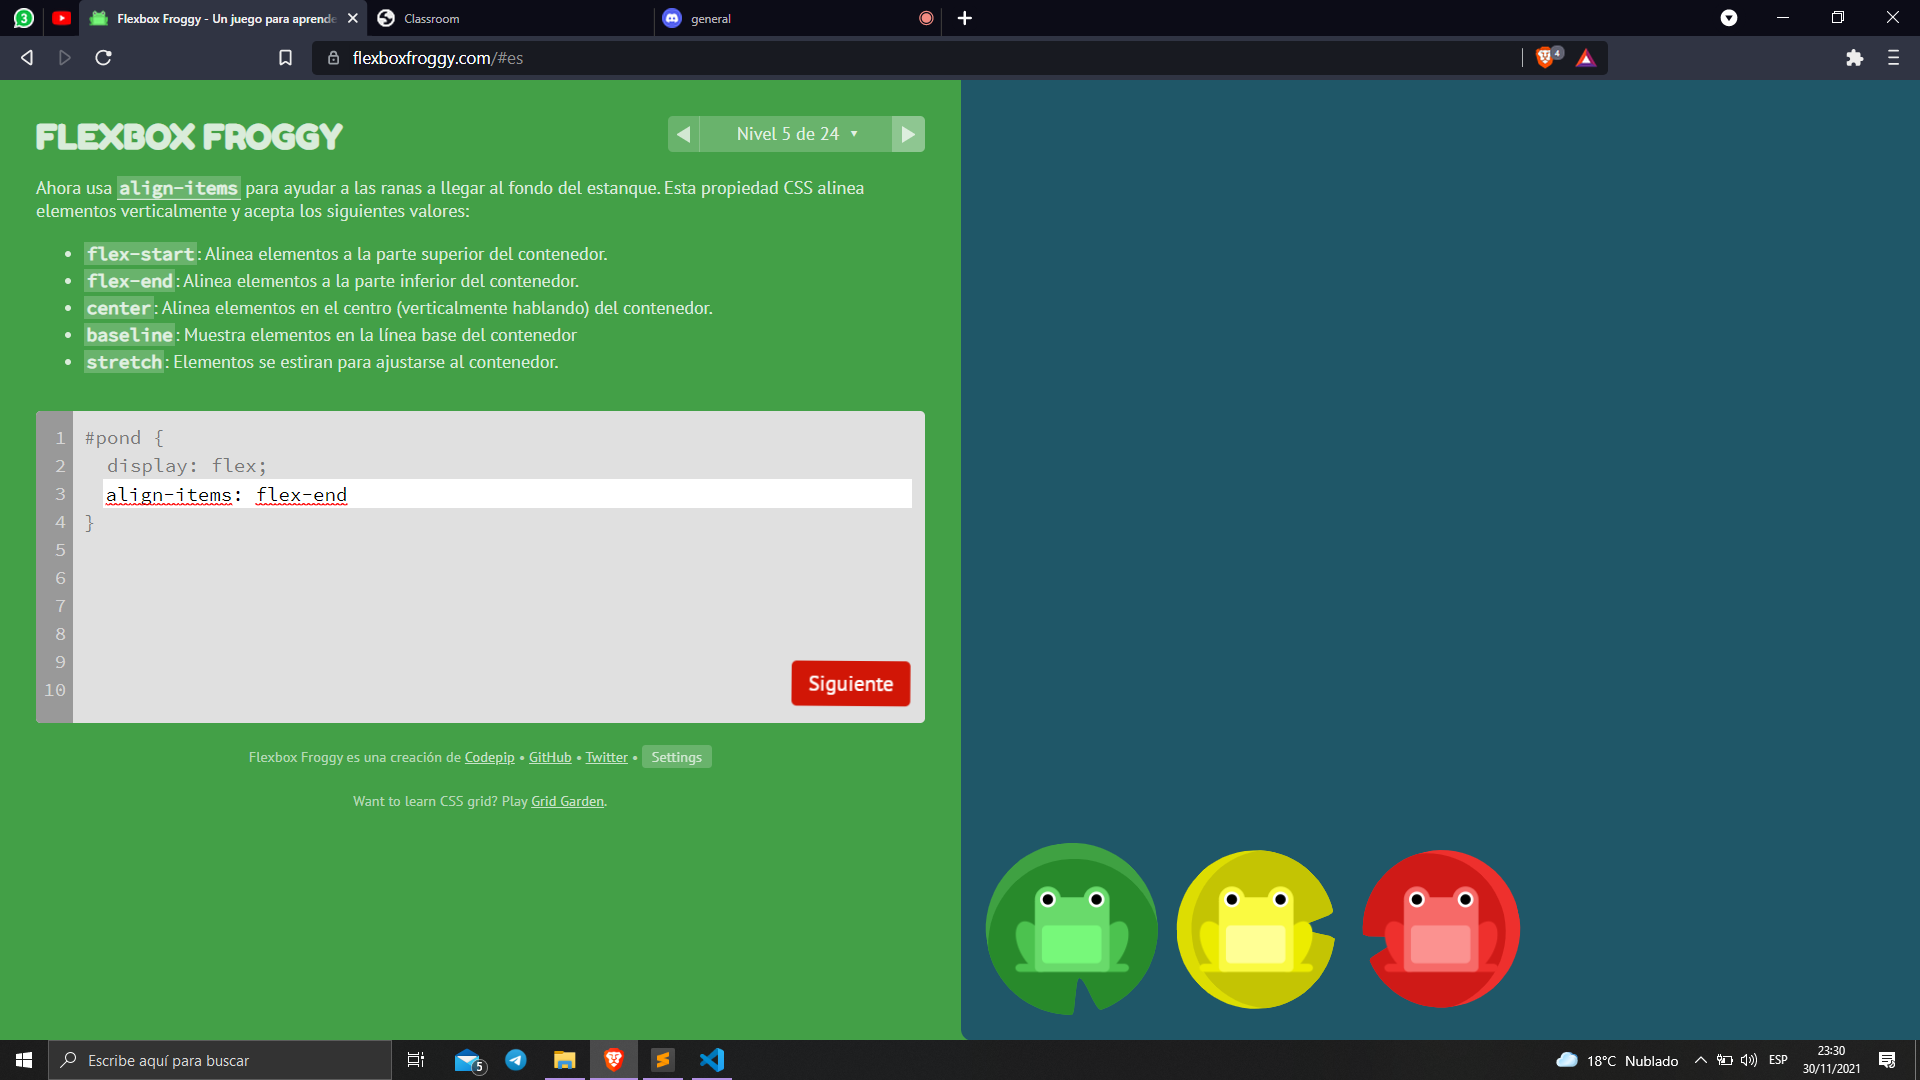 3
Flexbox Froggy - Un juego para aprende
Classroom
general
flexboxfroggy.com/#es
4
FLEXBOX FROGGY
Nivel 5 de 24
Ahora usa align-items para ayudar a las ranas a llegar al fondo del estanque. Esta propiedad CSS alinea
elementos verticalmente y acepta los siguientes valores:
• flex-start: Alinea elementos a la parte superior del contenedor.
• flex-end: Alinea elementos a la parte inferior del contenedor.
• center: Alinea elementos en el centro (verticalmente hablando) del contenedor.
• baseline: Muestra elementos en la línea base del contenedor
• stretch: Elementos se estiran para ajustarse al contenedor.
1 #pond {
2 display: flex;
3 align-items: flex-end
4 }
5
6
7
8
9
10
Siguiente
Flexbox Froggy es una creación de Codepip • GitHub • Twitter • Settings
Want to learn CSS grid? Play Grid Garden.
Escribe aquí para buscar
5
18°C Nublado
ESP
23:30
30/11/2021